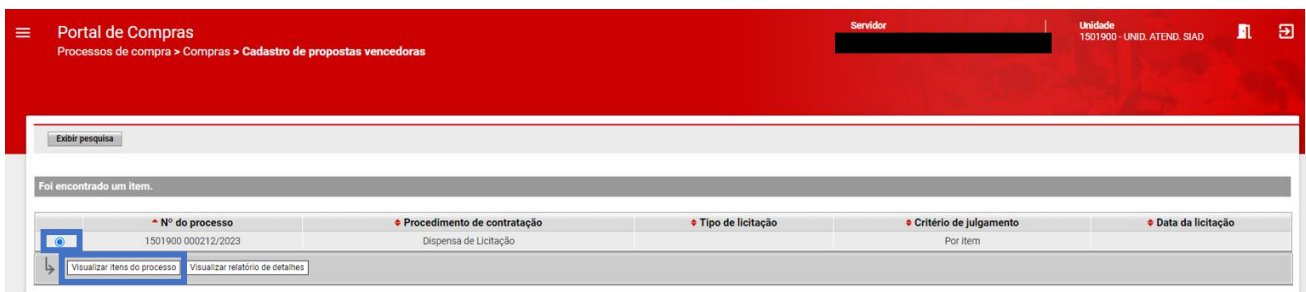 Portal de Compras
Processos de compra > Compras > Cadastro de propostas vencedoras
Servidor
Unidade
1501900 - UNID. ATEND. SIAD
Exibir pesquisa
Foi encontrado um item.
Nº do processo Procedimento de contratação Tipo de licitação Critério de julgamento Data da licitação
1501900 000212/2023 Dispensa de Licitação Por item
Visualizar itens do processo Visualizar relatório de detalhes